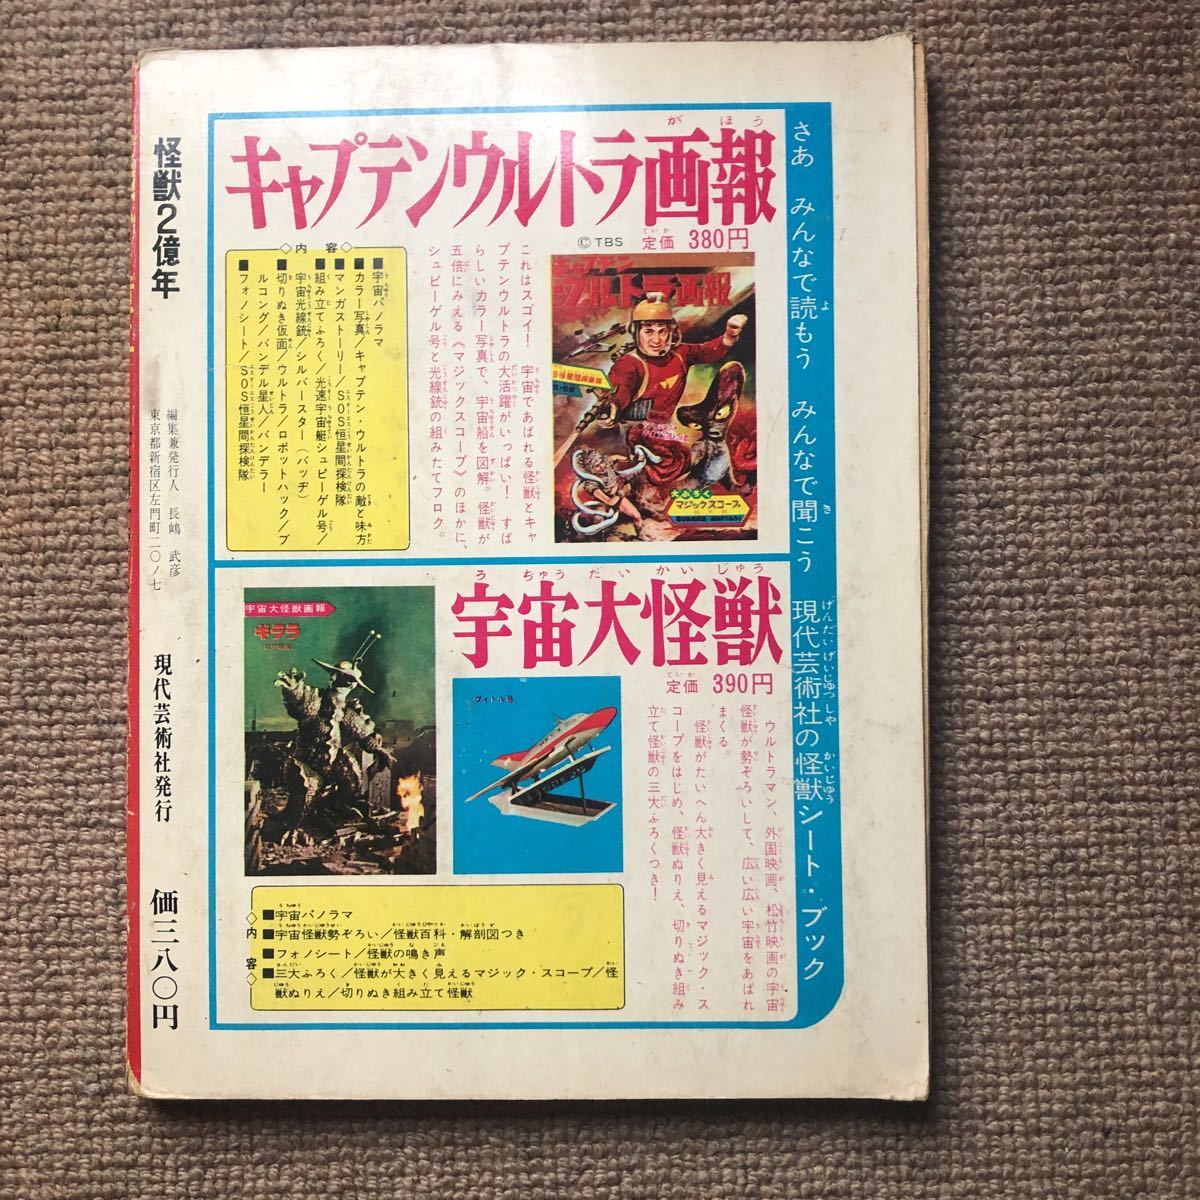 さあ みんなで読もう みんなで聞こう 現代芸術社の怪獣シート・ブック
キャプテンウルトラ画報
©TBS 定価 380円
これはスゴイ! 宇宙であばれる怪獣とキャ
プテンウルトラの大活躍がいっぱい! すば
らしいカラー写真で、宇宙船を図解。怪獣が
五倍にみえる《マジックスコープ》のほかに、
シュピーゲル号と光線銃の組みたてフロク。
◇内 容◇
■宇宙パノラマ
■カラー写真/キャプテン・ウルトラの敵と味方
■マンガストーリー/SOS恒星間探検隊
■組み立てふろく/光速宇宙艇シュピーゲル号/
宇宙光線銃/シルバースター(バッヂ)
■切りぬき仮面/ウルトラ/ロボットハック/ブ
ルコング/バンデル星人/バンデラー
■フォノシート/SOS恒星間探検隊
キャプテン
ウルトラ画報
大ふろく
マジックスコープ
宇宙大怪獣
定価 390円
ウルトラマン、外国映画、松竹映画の宇宙
怪獣が勢ぞろいして、広い広い宇宙をあばれ
まくる。
怪獣がたいへん大きく見えるマジック・ス
コープをはじめ、怪獣ぬりえ、切りぬき組み
立て怪獣の三大ふろくつき!
宇宙大怪獣画報
ギララ
◇内 容◇
■宇宙パノラマ
■宇宙怪獣勢ぞろい/怪獣百科・解剖図つき
■フォノシート/怪獣の鳴き声
■三大ふろく/怪獣が大きく見えるマジック・スコープ/怪
獣ぬりえ/切りぬき組み立て怪獣
怪獣2億年
編集兼発行人 長嶋 武彦
東京都新宿区左門町二〇ノ七
現代芸術社発行
価三八〇円